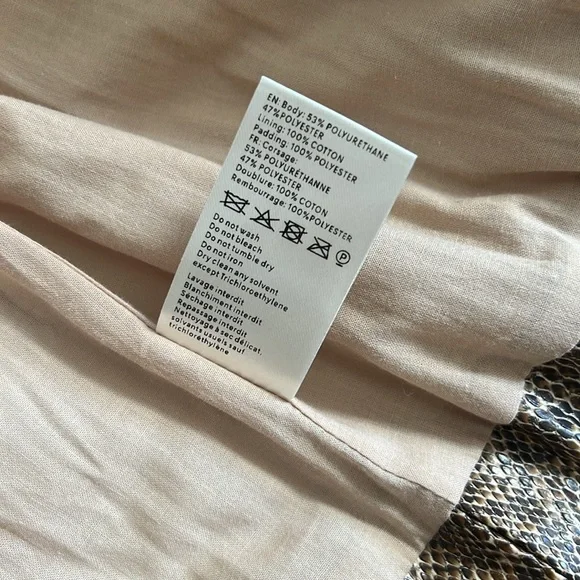 EN: Body: 53% POLYURETHANE
47% POLYESTER
Lining: 100% COTTON
Padding: 100% POLYESTER
FR: Corsage:
53% POLYURÉTHANNE
47% POLYESTER
Doublure: 100% COTON
Rembourrage: 100%POLYESTER
P
Do not wash
Do not bleach
Do not tumble dry
Do not iron
Dry clean any solvent
except Trichloroethylene
Lavage interdit
Blanchiment interdit
Séchage interdit
Repassage interdit
Nettoyage à sec délicat.
solvants usuels sauf
trichloréthylène